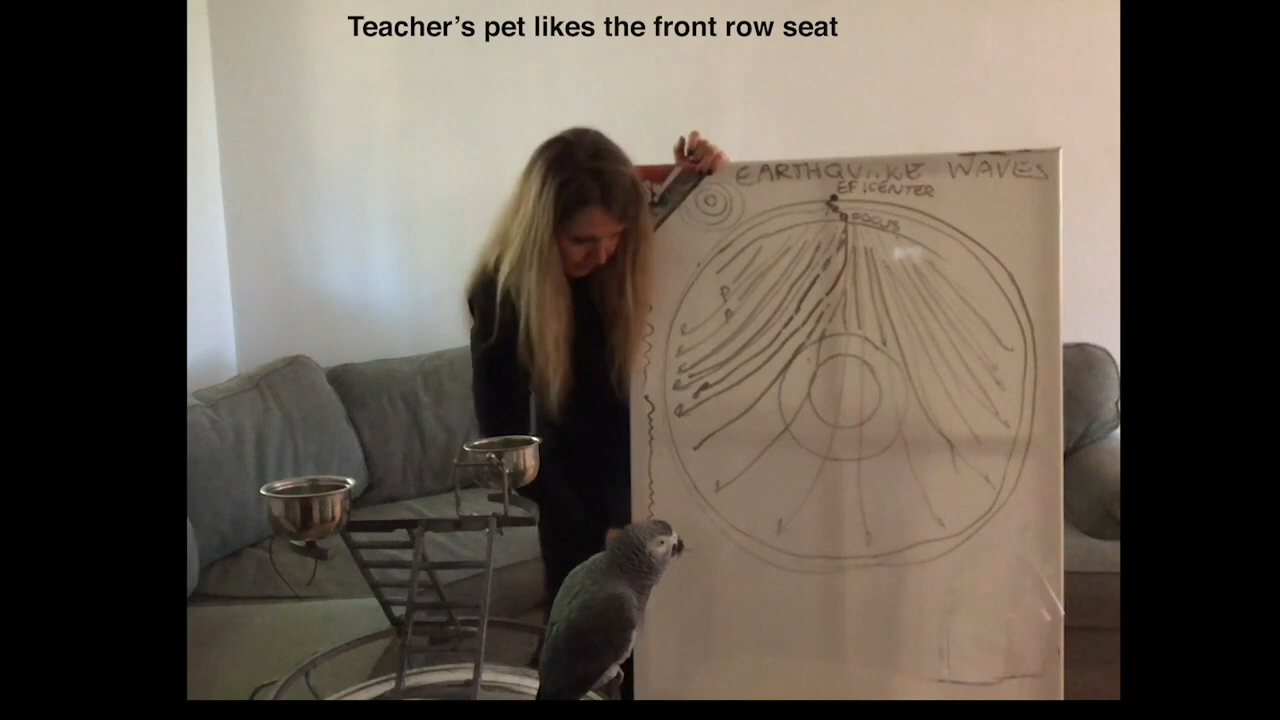 Teacher's pet likes the front row seat
EARTHQUAKE WAVES
EPICENTER
FOCUS
P
P